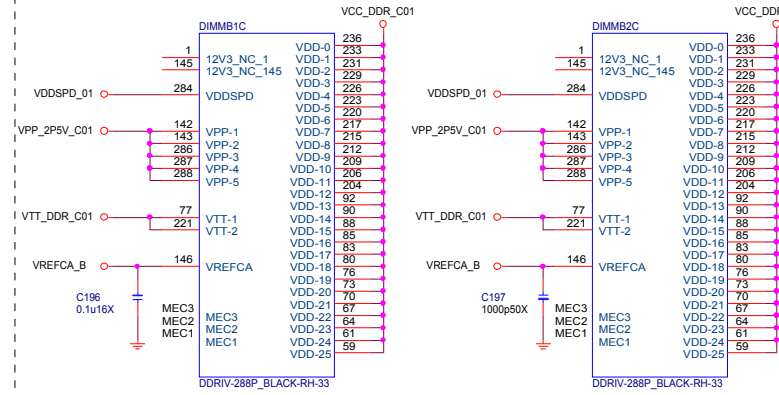 VCC_DDR_C01
DIMMB1C
1 12V3_NC_1
145 12V3_NC_145
VDDSPD_01 284 VDDSPD
VPP_2P5V_C01 142 VPP-1
143 VPP-2
286 VPP-3
287 VPP-4
288 VPP-5
VTT_DDR_C01 77 VTT-1
221 VTT-2
VREFCA_B 146 VREFCA
C196
0.1u16X
MEC3 MEC3
MEC2 MEC2
MEC1 MEC1
VDD-0 236
VDD-1 233
VDD-2 231
VDD-3 229
VDD-4 226
VDD-5 223
VDD-6 220
VDD-7 217
VDD-8 215
VDD-9 212
VDD-10 209
VDD-11 206
VDD-12 204
VDD-13 92
VDD-14 90
VDD-15 88
VDD-16 85
VDD-17 83
VDD-18 80
VDD-19 76
VDD-20 73
VDD-21 70
VDD-22 67
VDD-23 64
VDD-24 61
VDD-25 59
DDRIV-288P_BLACK-RH-33
VCC_DDR
DIMMB2C
1 12V3_NC_1
145 12V3_NC_145
VDDSPD_01 284 VDDSPD
VPP_2P5V_C01 142 VPP-1
143 VPP-2
286 VPP-3
287 VPP-4
288 VPP-5
VTT_DDR_C01 77 VTT-1
221 VTT-2
VREFCA_B 146 VREFCA
C197
1000p50X
MEC3 MEC3
MEC2 MEC2
MEC1 MEC1
VDD-0 236
VDD-1 233
VDD-2 231
VDD-3 229
VDD-4 226
VDD-5 223
VDD-6 220
VDD-7 217
VDD-8 215
VDD-9 212
VDD-10 209
VDD-11 206
VDD-12 204
VDD-13 92
VDD-14 90
VDD-15 88
VDD-16 85
VDD-17 83
VDD-18 80
VDD-19 76
VDD-20 73
VDD-21 70
VDD-22 67
VDD-23 64
VDD-24 61
VDD-25 59
DDRIV-288P_BLACK-RH-33